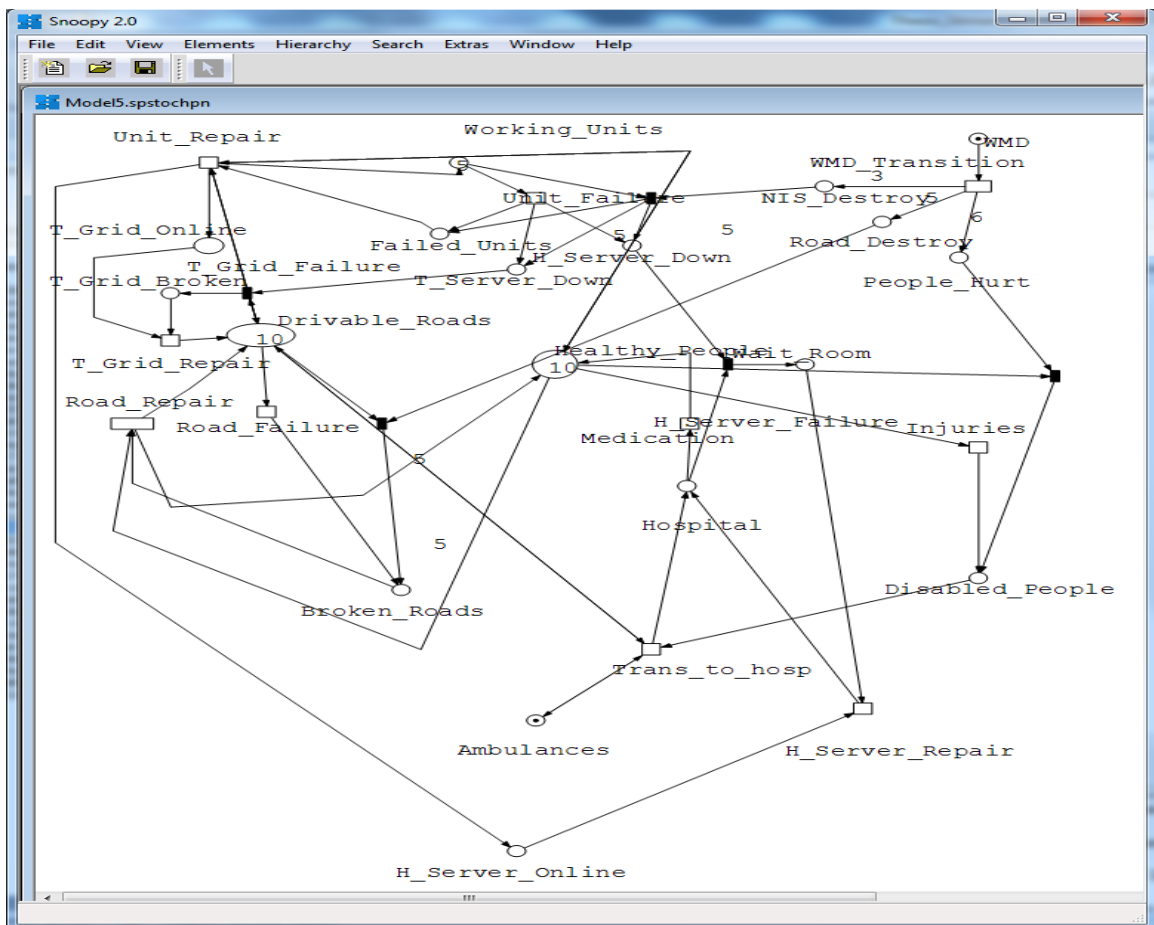 Snoopy 2.0
File Edit View Elements Hierarchy Search Extras Window Help
Model5.spstochpn
Working_Units
Unit_Repair
WMD
WMD_Transition
5
3
Unit_Failure
NIS_Destroy
5
6
T_Grid_Online
Failed_Units
5
5
Road_Destroy
H_Server_Down
T_Grid_Failure
T_Grid_Broken
T_Server_Down
People_Hurt
Drivable_Roads
10
Healthy_People
Wait_Room
T_Grid_Repair
10
Road_Repair
Road_Failure
H_Server_Failure
Injuries
Medication
5
Hospital
5
Disabled_People
Broken_Roads
Trans_to_hosp
Ambulances
H_Server_Repair
H_Server_Online